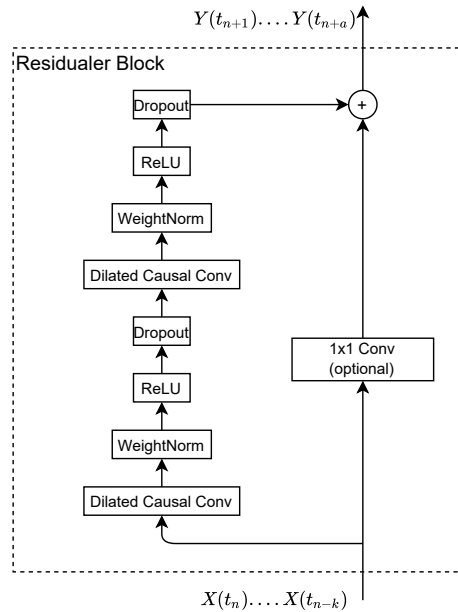 Y(t_{n+1}). . . . Y(t_{n+a})
Residualer Block
Dropout
+
ReLU
WeightNorm
Dilated Causal Conv
Dropout
1x1 Conv
(optional)
ReLU
WeightNorm
Dilated Causal Conv
X(t_n). . . . X(t_{n-k})